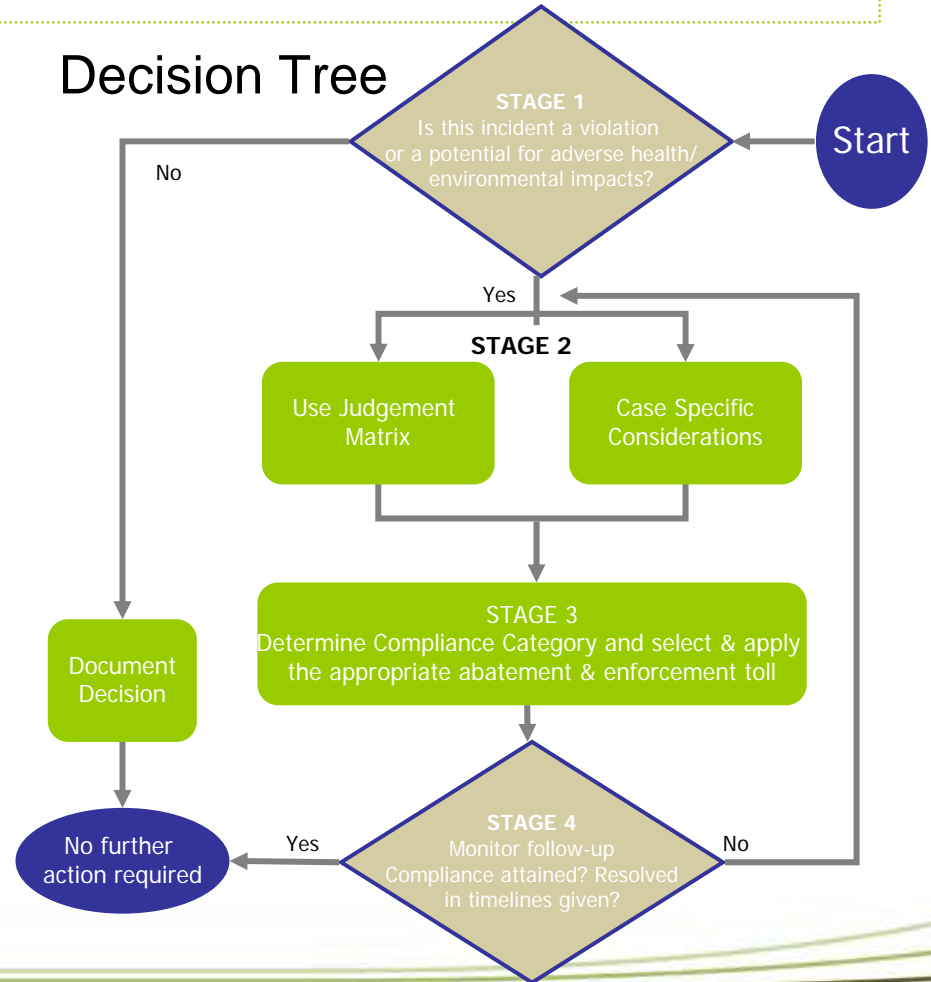 Decision Tree
STAGE 1
Is this incident a violation
or a potential for adverse health/
environmental impacts?
Start
No
Yes
STAGE 2
Use Judgement
Matrix
Case Specific
Considerations
STAGE 3
Determine Compliance Category and select & apply
the appropriate abatement & enforcement toll
Document
Decision
STAGE 4
Monitor follow-up
Compliance attained? Resolved
in timelines given?
Yes
No
No further
action required